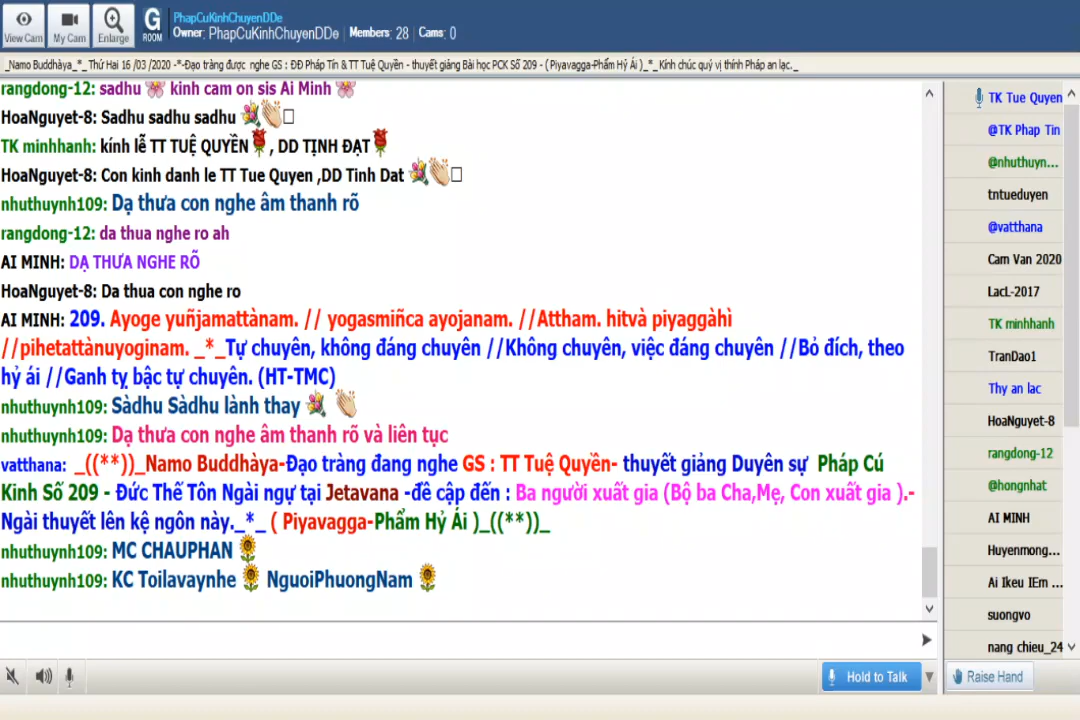 View Cam
My Cam
Enlarge
G
ROOM
PhapCuKinhChuyenDDe
Owner: PhapCuKinhChuyenDDe | Members: 28 | Cams: 0
_Namo Buddhàya_*_ Thứ Hai 16 /03 /2020 -*-Đạo tràng được nghe GS : ĐĐ Pháp Tín & TT Tuệ Quyền - thuyết giảng Bài học PCK Số 209 - ( Piyavagga-Phẩm Hỷ Ái )_*_ Kính chúc quý vị thính Pháp an lạc._
rangdong-12: sadhu 🌸 kinh cam on sis Ai Minh 🌸
HoaNguyet-8: Sadhu sadhu sadhu 💐👏
TK minhhanh: kính lễ TT TUỆ QUYỀN🌹, DD TỊNH ĐẠT🌹
HoaNguyet-8: Con kinh danh le TT Tue Quyen ,DD Tinh Dat 💐👏
nhuthuynh109: Dạ thưa con nghe âm thanh rõ
rangdong-12: da thua nghe ro ah
AI MINH: DẠ THƯA NGHE RÕ
HoaNguyet-8: Da thua con nghe ro
AI MINH: 209. Ayoge yuñjamattànam. // yogasmiñca ayojanam. //Attham. hitvà piyaggàhì
//pihetattànuyoginam. _*_Tự chuyên, không đáng chuyên //Không chuyên, việc đáng chuyên //Bỏ đích, theo
hỷ ái //Ganh tỵ bậc tự chuyên. (HT-TMC)
nhuthuynh109: Sàdhu Sàdhu lành thay 💐 👏
nhuthuynh109: Dạ thưa con nghe âm thanh rõ và liên tục
vatthana: _((**))_Namo Buddhàya-Đạo tràng đang nghe GS : TT Tuệ Quyền- thuyết giảng Duyên sự Pháp Cú
Kinh Số 209 - Đức Thế Tôn Ngài ngự tại Jetavana -đề cập đến : Ba người xuất gia (Bộ ba Cha,Mẹ, Con xuất gia ).-
Ngài thuyết lên kệ ngôn này._*_ ( Piyavagga-Phẩm Hỷ Ái )_((**))_
nhuthuynh109: MC CHAUPHAN 🌻
nhuthuynh109: KC Toilavaynhe 🌻 NguoiPhuongNam 🌻
TK Tue Quyen
@TK Phap Tin
@nhuthuyn...
tntueduyen
@vatthana
Cam Van 2020
LacL-2017
TK minhhanh
TranDao1
Thy an lac
HoaNguyet-8
rangdong-12
@hongnhat
AI MINH
Huyenmong...
Ai Ikeu IEm ...
suongvo
nang chieu_24
Hold to Talk
Raise Hand